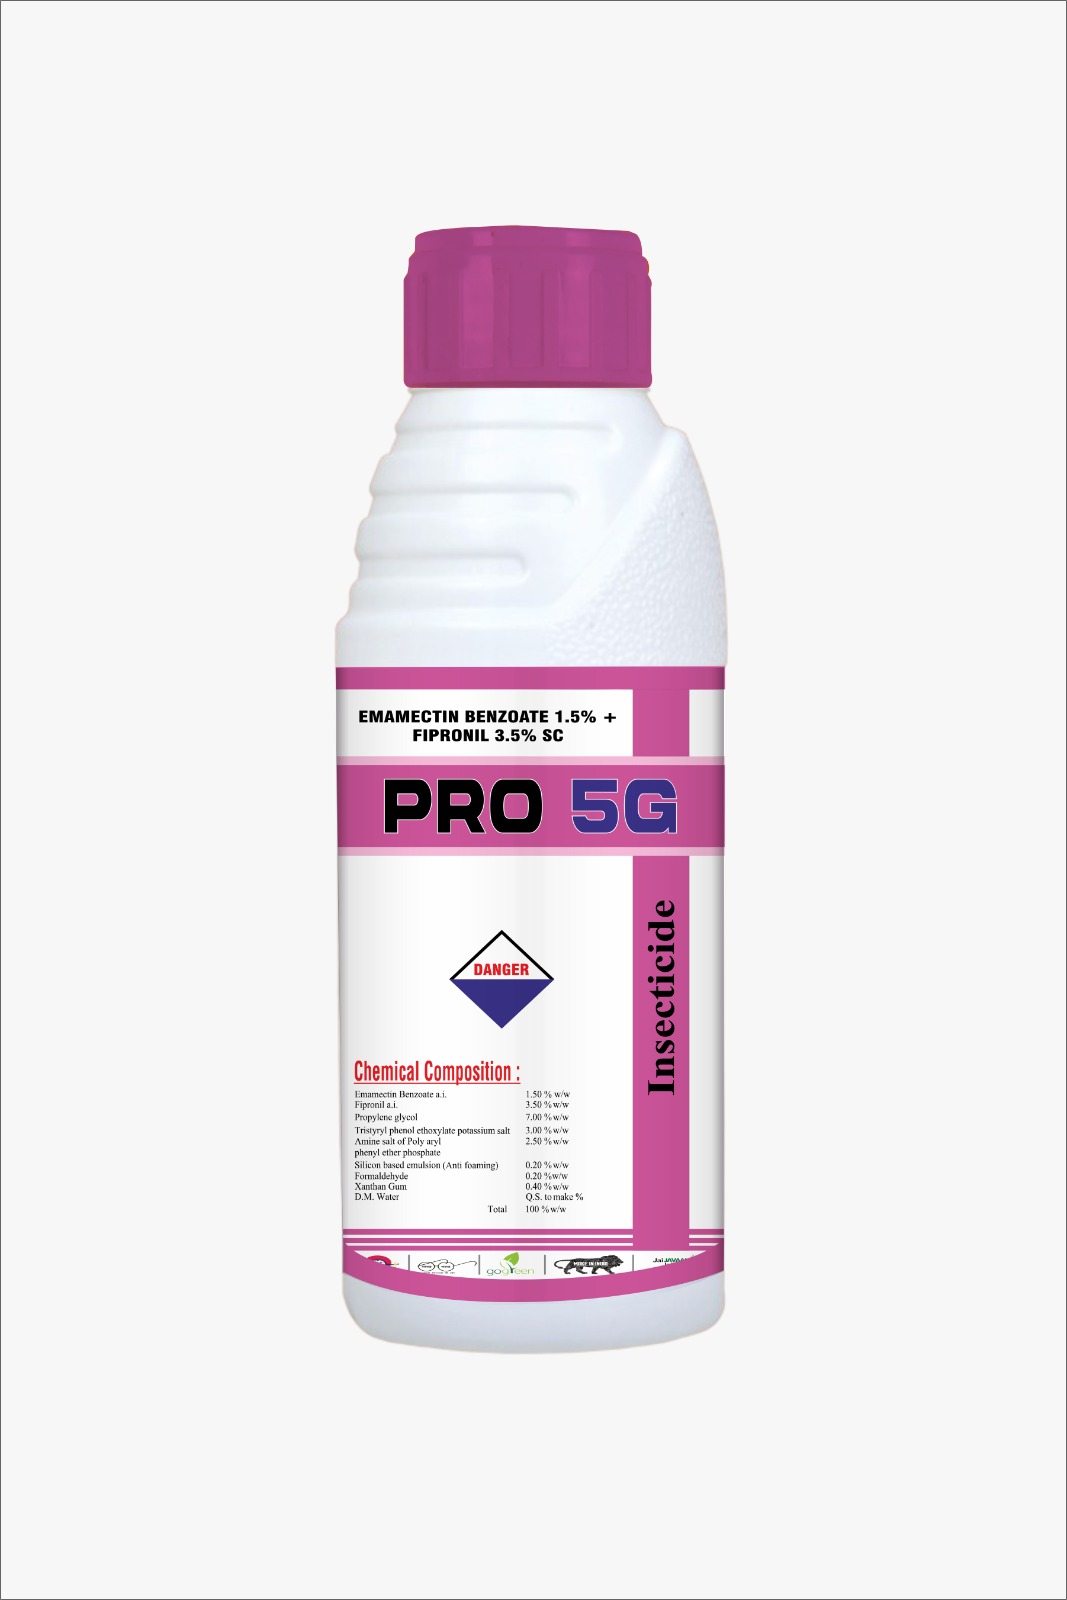 EMAMECTIN BENZOATE 1.5% +
FIPRONIL 3.5% SC
PRO 5G
Insecticide
DANGER
Chemical Composition :
Emamectin Benzoate a.i. 1.50 % w/w
Fipronil a.i. 3.50 % w/w
Propylene glycol 7.00 % w/w
Tristyryl phenol ethoxylate potassium salt 3.00 % w/w
Amine salt of Poly aryl 2.50 % w/w
phenyl ether phosphate
Silicon based emulsion (Anti foaming) 0.20 % w/w
Formaldehyde 0.20 % w/w
Xanthan Gum 0.40 % w/w
D.M. Water Q.S. to make %
Total 100 % w/w
gogreen
MAKE IN INDIA
Jai